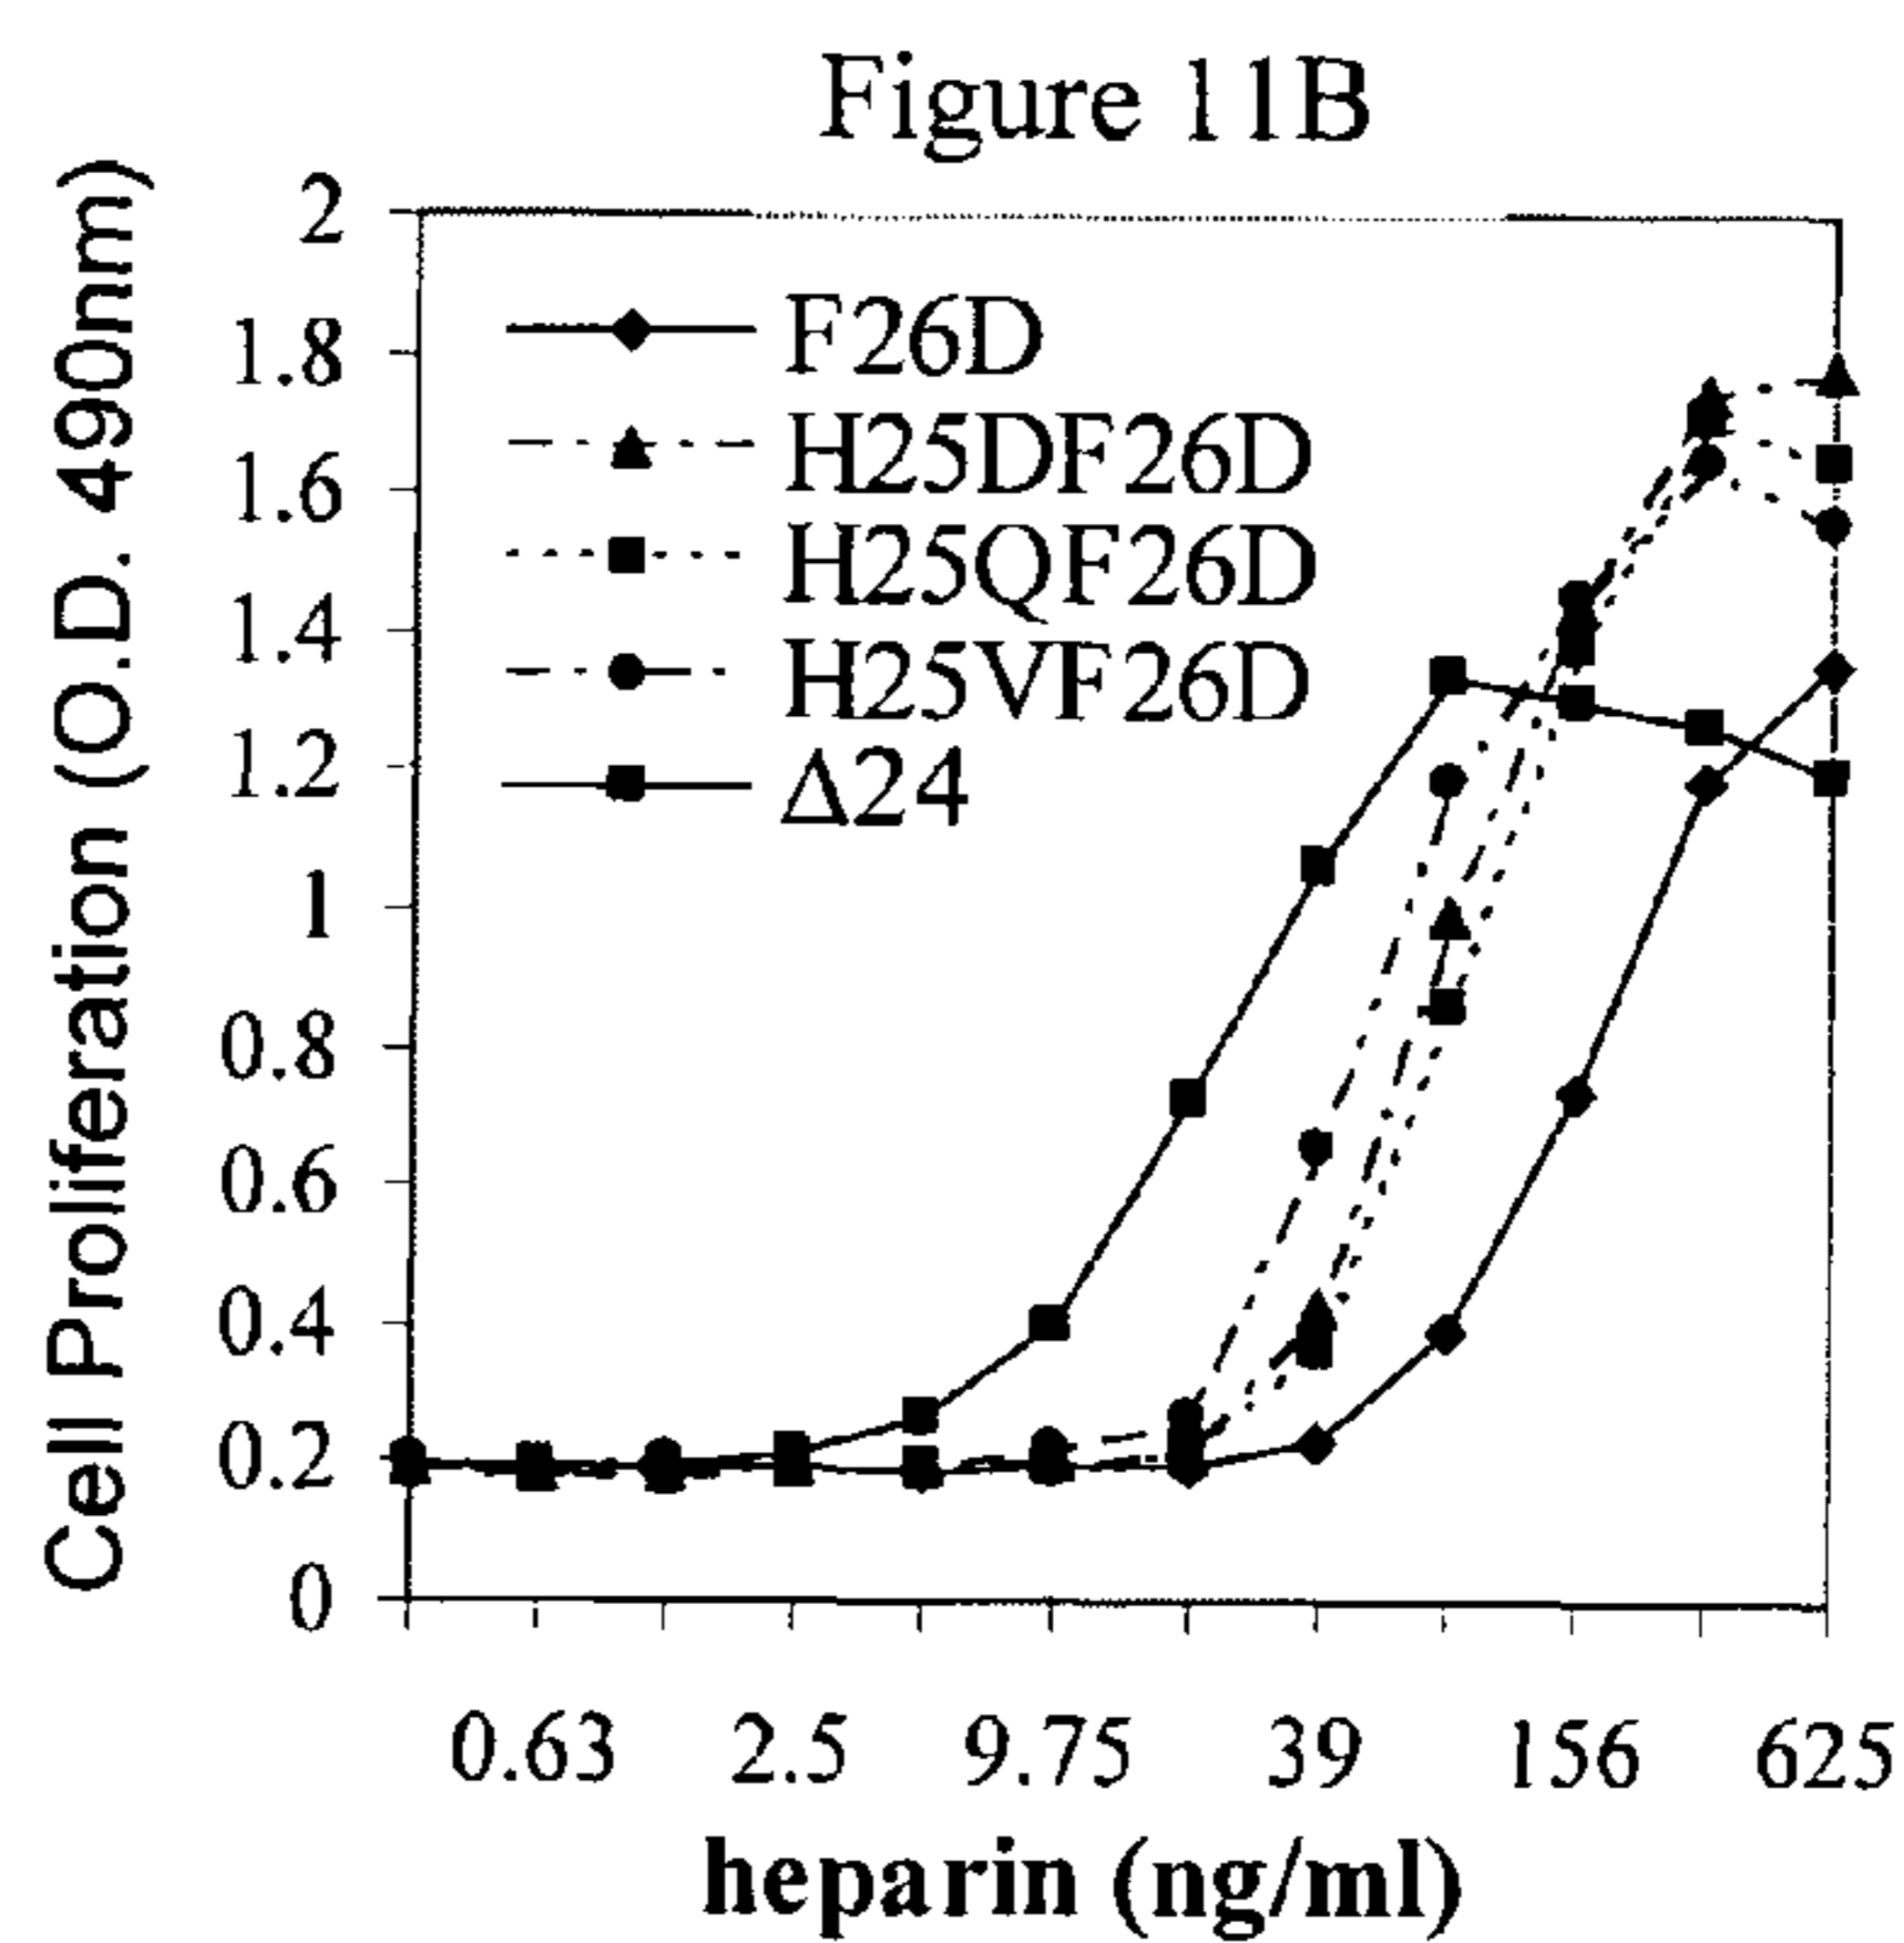 Figure 11B
Cell Proliferation (O.D. 490nm)
2
1.8
1.6
1.4
1.2
1
0.8
0.6
0.4
0.2
0
F26D
H25DF26D
H25QF26D
H25VF26D
Δ24
0.63 2.5 9.75 39 156 625
heparin (ng/ml)